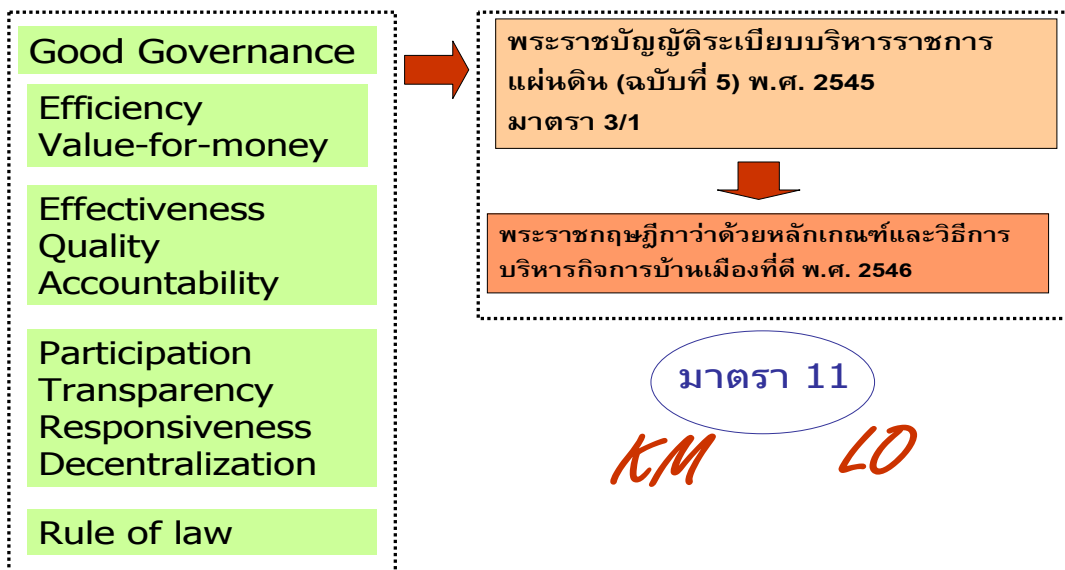 Good Governance
Efficiency
Value-for-money
Effectiveness
Quality
Accountability
Participation
Transparency
Responsiveness
Decentralization
Rule of law
พระราชบัญญัติระเบียบบริหารราชการ
แผ่นดิน (ฉบับที่ 5) พ.ศ. 2545
มาตรา 3/1
พระราชกฤษฎีกาว่าด้วยหลักเกณฑ์และวิธีการ
บริหารกิจการบ้านเมืองที่ดี พ.ศ. 2546
มาตรา 11
KM
LO